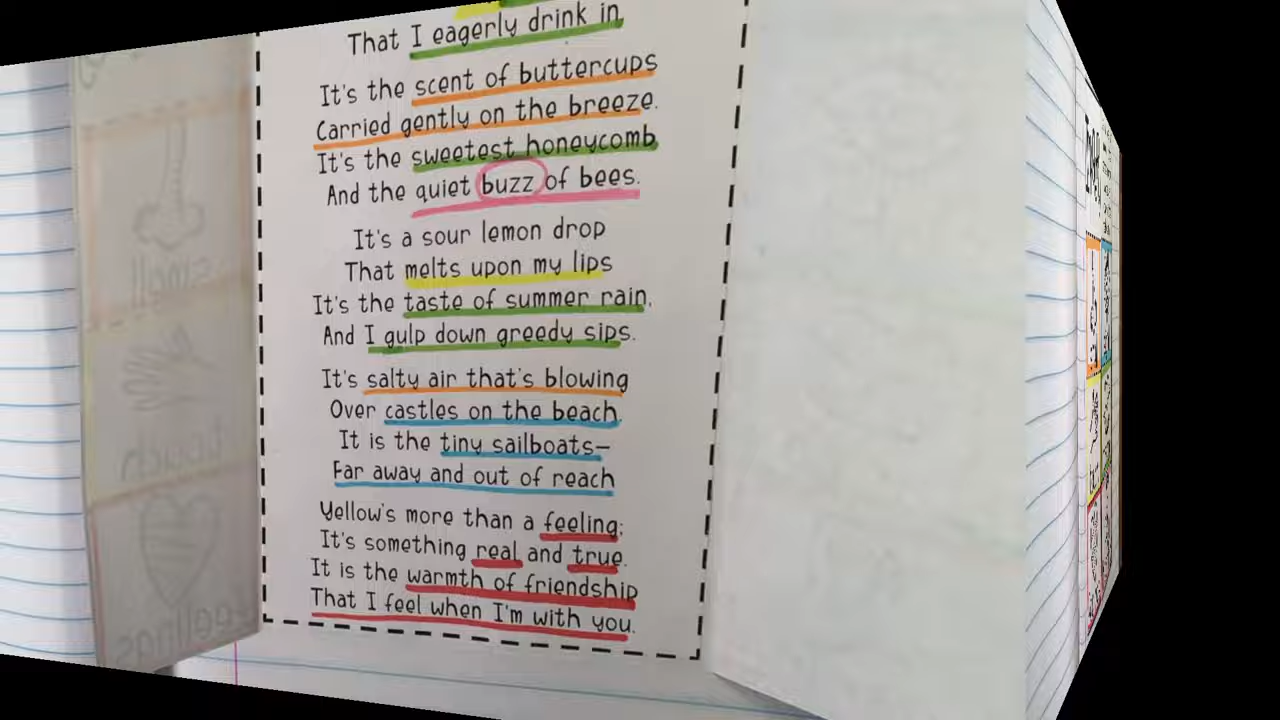 That I eagerly drink in
It's the scent of buttercups
Carried gently on the breeze.
It's the sweetest honeycomb
And the quiet buzz of bees.
It's a sour lemon drop
That melts upon my lips
It's the taste of summer rain.
And I gulp down greedy sips.
It's salty air that's blowing
Over castles on the beach.
It is the tiny sailboats—
Far away and out of reach
Yellow's more than a feeling;
It's something real and true.
It is the warmth of friendship
That I feel when I'm with you.
smell
touch
feelings